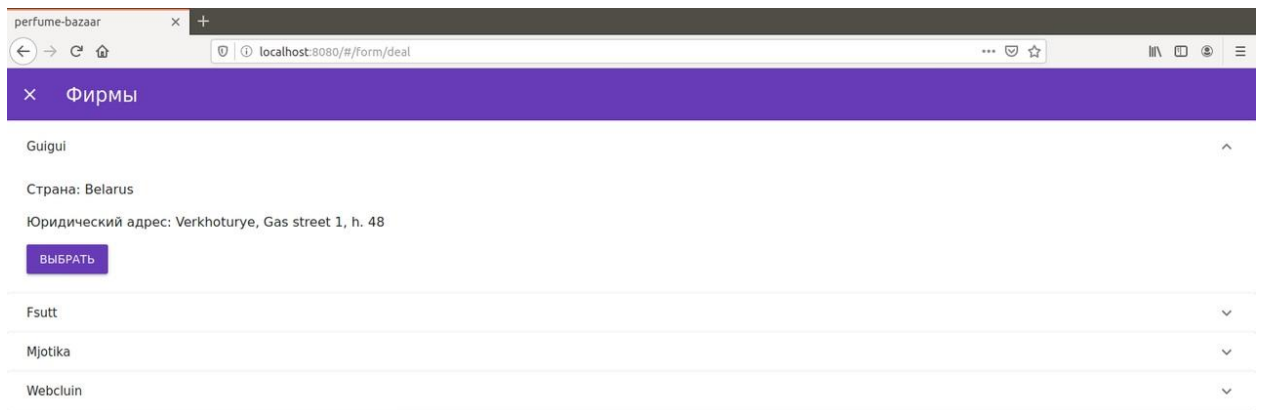 perfume-bazaar
localhost:8080/#/form/deal
Фирмы
Guigui
Страна: Belarus
Юридический адрес: Verkhoturye, Gas street 1, h. 48
ВЫБРАТЬ
Fsutt
Mjotika
Webcluin